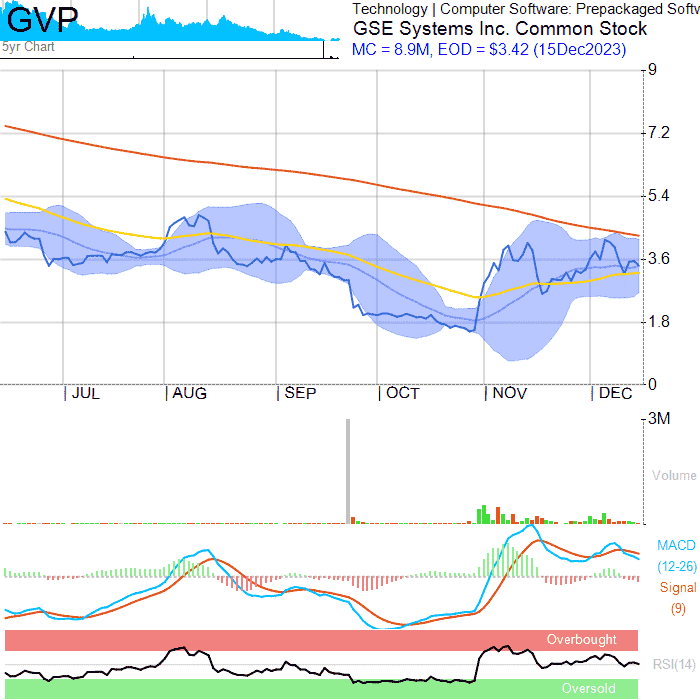 GVP
5yr Chart
Technology | Computer Software: Prepackaged Softw
GSE Systems Inc. Common Stock
MC = 8.9M, EOD = $3.42 (15Dec2023)
9
7.2
5.4
3.6
1.8
0
JUL AUG SEP OCT NOV DEC
3M
Volume
MACD
(12-26)
Signal
(9)
Overbought
RSI(14)
Oversold